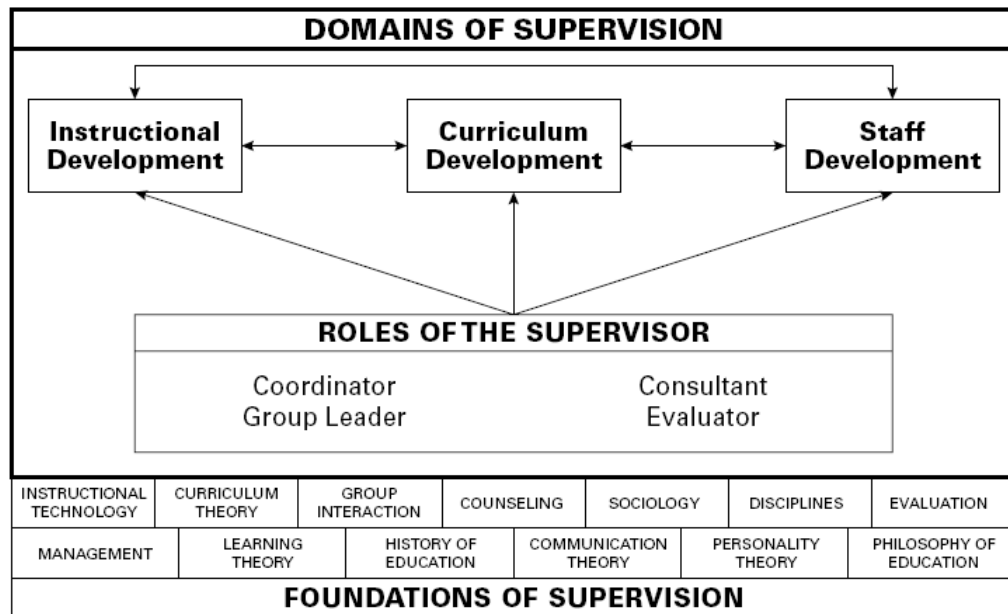 DOMAINS OF SUPERVISION
Instructional
Development
Curriculum
Development
Staff
Development
ROLES OF THE SUPERVISOR
Coordinator
Group Leader
Consultant
Evaluator
INSTRUCTIONAL
TECHNOLOGY
CURRICULUM
THEORY
GROUP
INTERACTION
COUNSELING
SOCIOLOGY
DISCIPLINES
EVALUATION
MANAGEMENT
LEARNING
THEORY
HISTORY OF
EDUCATION
COMMUNICATION
THEORY
PERSONALITY
THEORY
PHILOSOPHY OF
EDUCATION
FOUNDATIONS OF SUPERVISION